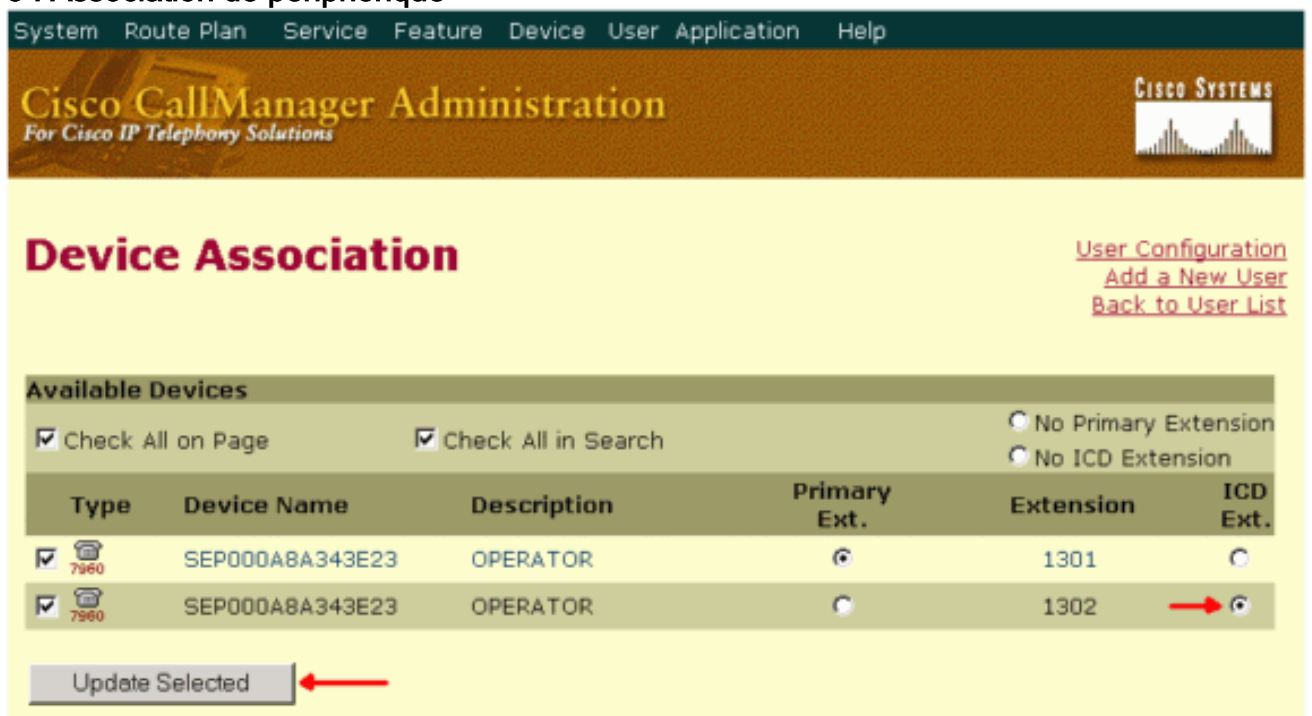 Association de périphérique
System Route Plan Service Feature Device User Application Help
Cisco CallManager Administration
For Cisco IP Telephony Solutions
CISCO SYSTEMS
Device Association
User Configuration
Add a New User
Back to User List
Available Devices
Check All on Page Check All in Search No Primary Extension
No ICD Extension
Type Device Name Description Primary Ext. Extension ICD Ext.
7960 SEP000A8A343E23 OPERATOR 1301
7960 SEP000A8A343E23 OPERATOR 1302
Update Selected